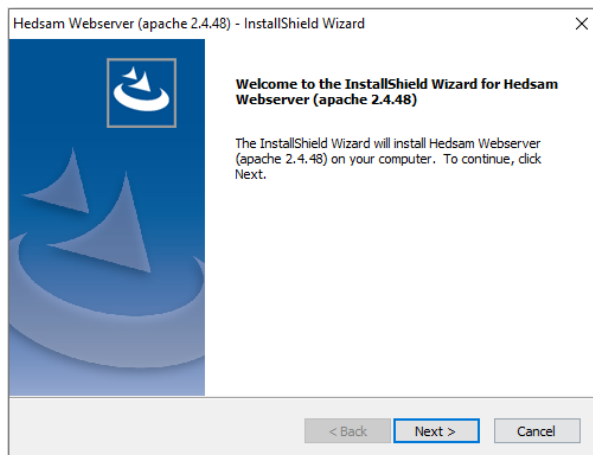 Hedsam Webserver (apache 2.4.48) - InstallShield Wizard
Welcome to the InstallShield Wizard for Hedsam
Webserver (apache 2.4.48)
The InstallShield Wizard will install Hedsam Webserver
(apache 2.4.48) on your computer.  To continue, click
Next.
< Back
Next >
Cancel